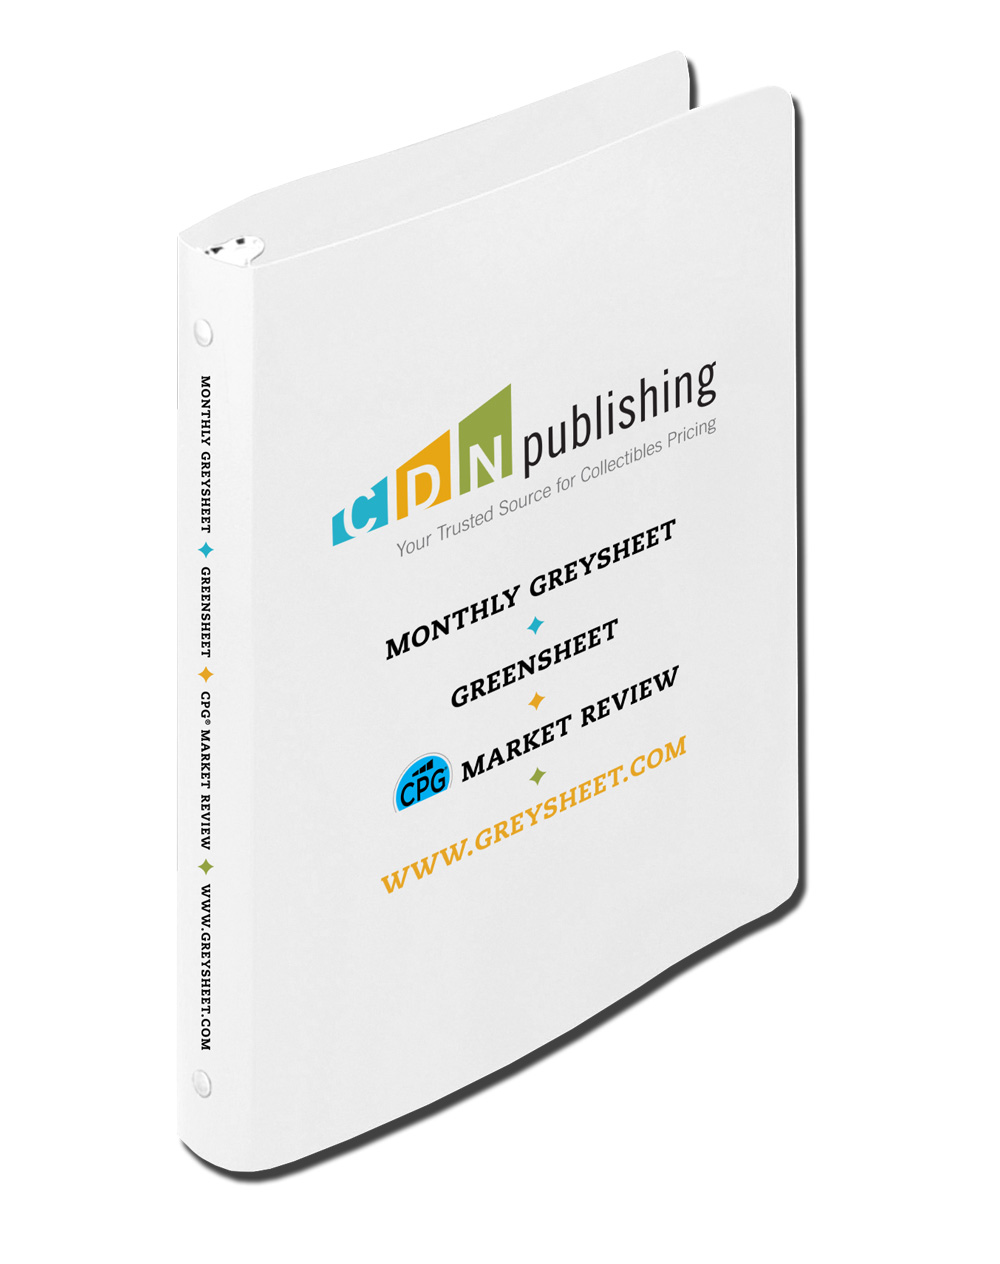 CDN publishing
Your Trusted Source for Collectibles Pricing
MONTHLY GREYSHEET
GREENSHEET
CPG MARKET REVIEW
WWW.GREYSHEET.COM
MONTHLY GREYSHEET GREENSHEET CPG® MARKET REVIEW WWW.GREYSHEET.COM